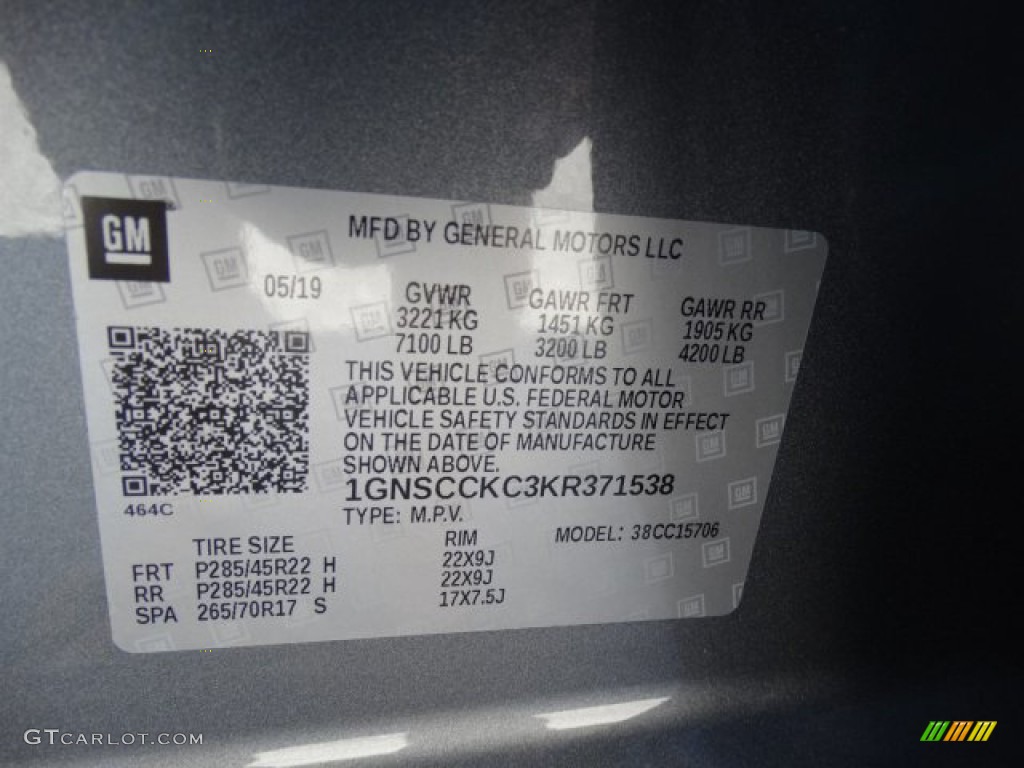 GM
MFD BY GENERAL MOTORS LLC
05/19
GVWR GAWR FRT GAWR RR
3221 KG 1451 KG 1905 KG
7100 LB 3200 LB 4200 LB
THIS VEHICLE CONFORMS TO ALL
APPLICABLE U.S. FEDERAL MOTOR
VEHICLE SAFETY STANDARDS IN EFFECT
ON THE DATE OF MANUFACTURE
SHOWN ABOVE.
1GNSCCKC3KR371538
464C
TYPE: M.P.V. MODEL: 38CC15706
TIRE SIZE RIM
FRT P285/45R22 H 22X9J
RR P285/45R22 H 22X9J
SPA 265/70R17 S 17X7.5J
GTCARLOT.COM